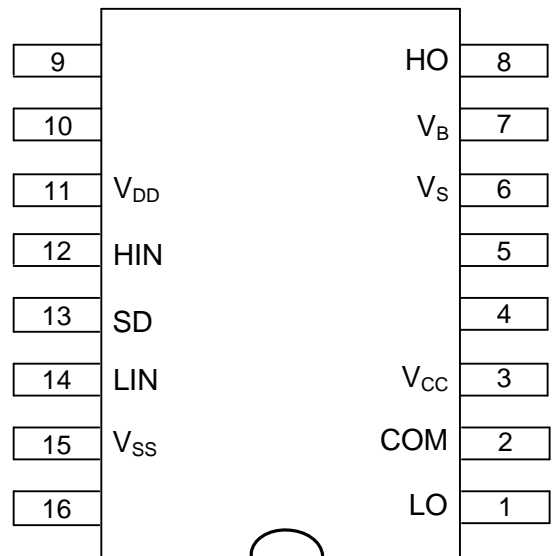 9 HO 8
10 V_B 7
11 V_DD V_S 6
12 HIN 5
13 SD 4
14 LIN V_CC 3
15 V_SS COM 2
16 LO 1